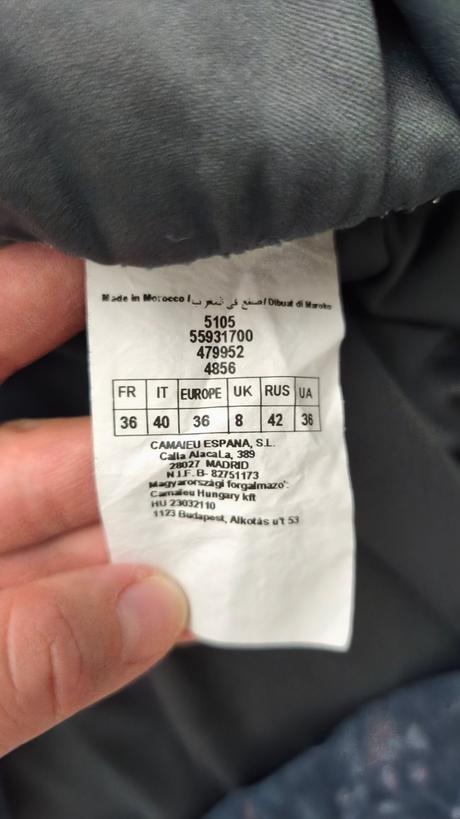 Made in Morocco / صنع في المغرب / Dibuat di Maroko
5105
55931700
479952
4856
FR IT EUROPE UK RUS UA
36 40 36 8 42 36
CAMAIEU ESPANA, S.L.
Calla AlacaLa, 389
28027 MADRID
N.I.F. B- 82751173
Magyarországi forgalmazo':
Camaieu Hungary kft
HU 23032110
1123 Budapest, Alkotás u't 53